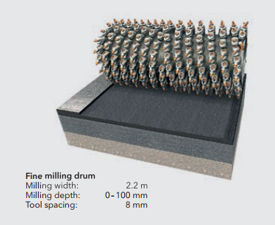 Fine milling drum
Milling width: 2.2 m
Milling depth: 0–100 mm
Tool spacing: 8 mm